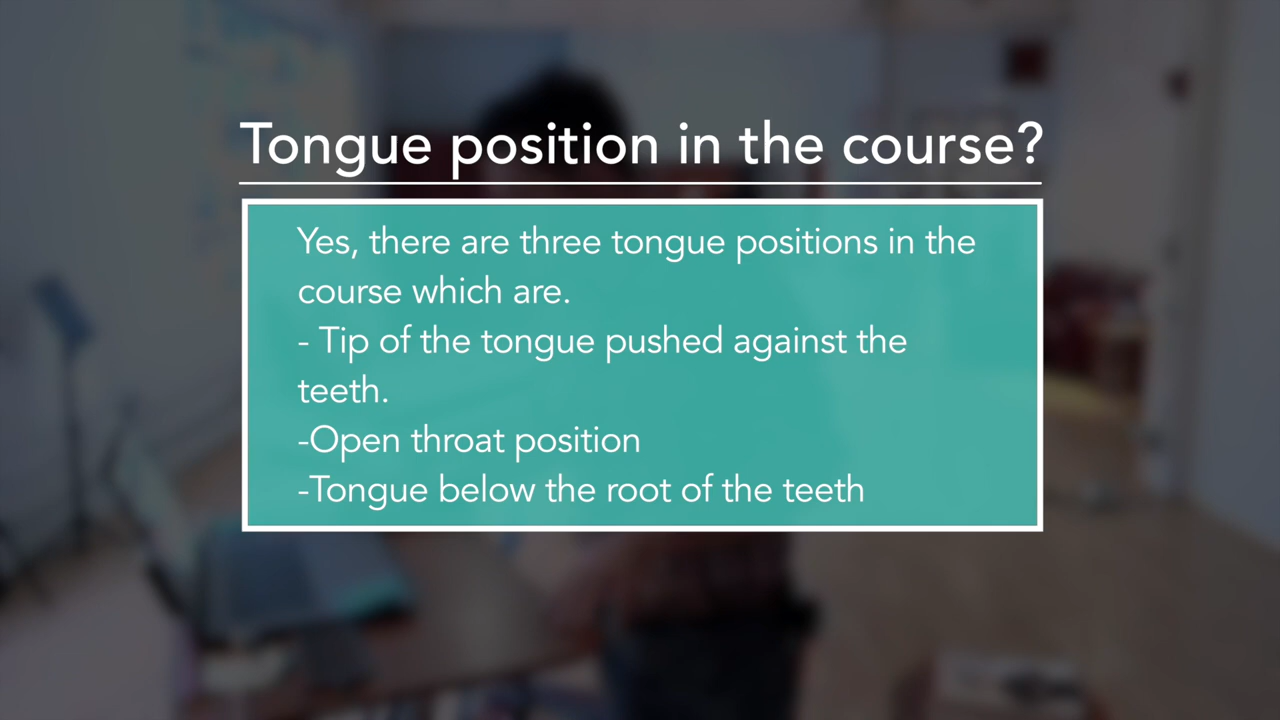 Tongue position in the course?
Yes, there are three tongue positions in the
course which are.
- Tip of the tongue pushed against the
teeth.
-Open throat position
-Tongue below the root of the teeth